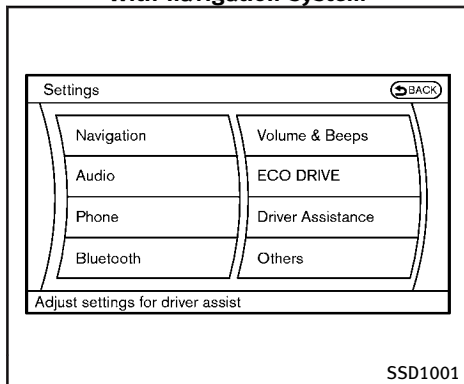 With navigation system
Settings
BACK
Navigation
Volume & Beeps
Audio
ECO DRIVE
Phone
Driver Assistance
Bluetooth
Others
Adjust settings for driver assist
SSD1001